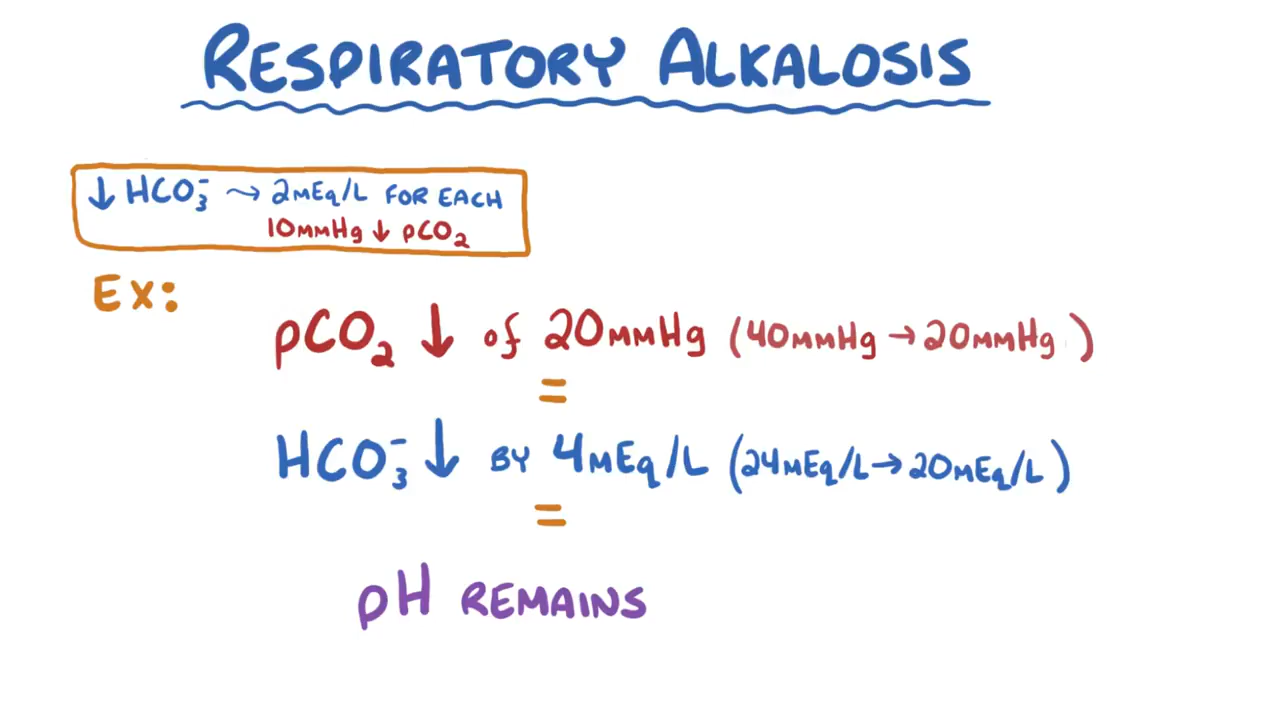 RESPIRATORY ALKALOSIS
↓ HCO₃⁻ → 2mEq/L FOR EACH
10mmHg ↓ pCO₂
EX:
pCO₂ ↓ of 20mmHg (40mmHg → 20mmHg)
=
HCO₃⁻ ↓ BY 4mEq/L (24mEq/L → 20mEq/L)
=
pH REMAINS